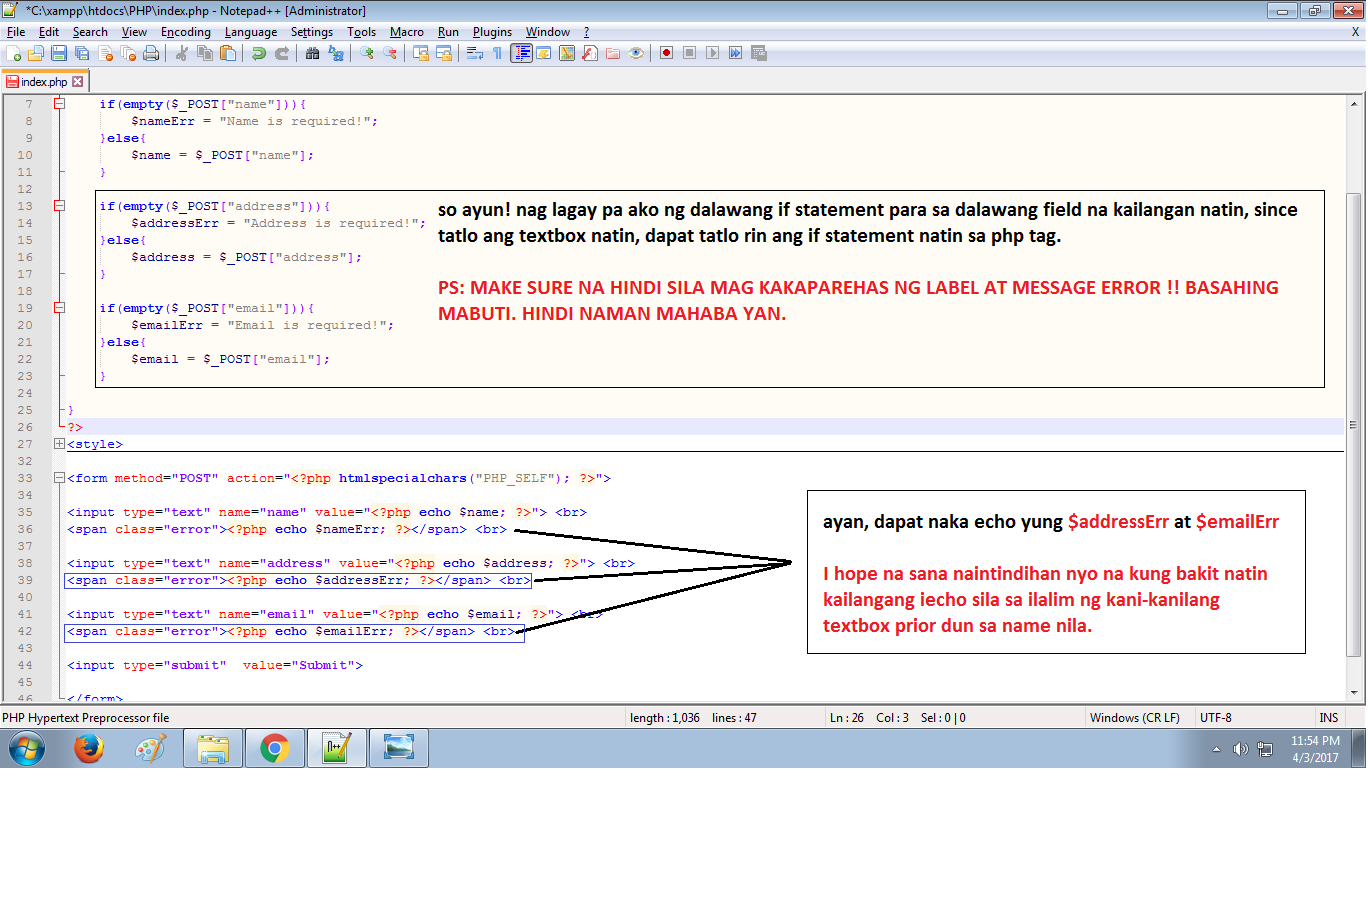 *C:\xampp\htdocs\PHP\index.php - Notepad++ [Administrator]
File Edit Search View Encoding Language Settings Tools Macro Run Plugins Window ? X
index.php
7 if(empty($_POST["name"])){
8 $nameErr = "Name is required!";
9 }else{
10 $name = $_POST["name"];
11 }
12
13 if(empty($_POST["address"])){
14 $addressErr = "Address is required!";
15 }else{
16 $address = $_POST["address"];
17 }
18
19 if(empty($_POST["email"])){
20 $emailErr = "Email is required!";
21 }else{
22 $email = $_POST["email"];
23 }
24
25 }
26 ?>
27 <style>
32
33 <form method="POST" action="<?php htmlspecialchars("PHP_SELF"); ?>">
34
35 <input type="text" name="name" value="<?php echo $name; ?>"> <br>
36 <span class="error"><?php echo $nameErr; ?></span> <br>
37
38 <input type="text" name="address" value="<?php echo $address; ?>"> <br>
39 <span class="error"><?php echo $addressErr; ?></span> <br>
40
41 <input type="text" name="email" value="<?php echo $email; ?>"> <br>
42 <span class="error"><?php echo $emailErr; ?></span> <br>
43
44 <input type="submit"  value="Submit">
45
46 </form>
so ayun! nag lagay pa ako ng dalawang if statement para sa dalawang field na kailangan natin, since
tatlo ang textbox natin, dapat tatlo rin ang if statement natin sa php tag.
PS: MAKE SURE NA HINDI SILA MAG KAKAPAREHAS NG LABEL AT MESSAGE ERROR !! BASAHING
MABUTI. HINDI NAMAN MAHABA YAN.
ayan, dapat naka echo yung $addressErr at $emailErr
I hope na sana naintindihan nyo na kung bakit natin
kailangang iecho sila sa ilalim ng kani-kanilang
textbox prior dun sa name nila.
PHP Hypertext Preprocessor file length : 1,036 lines : 47 Ln : 26 Col : 3 Sel : 0 | 0 Windows (CR LF) UTF-8 INS
11:54 PM
4/3/2017